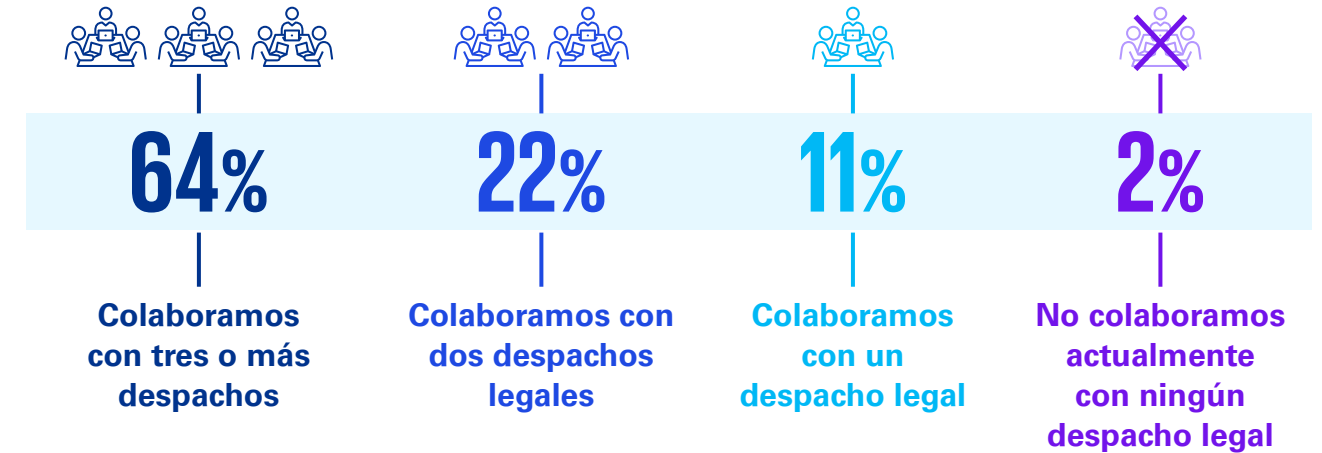 64%
22%
11%
2%
Colaboramos
con tres o más
despachos
Colaboramos con
dos despachos
legales
Colaboramos
con un
despacho legal
No colaboramos
actualmente
con ningún
despacho legal